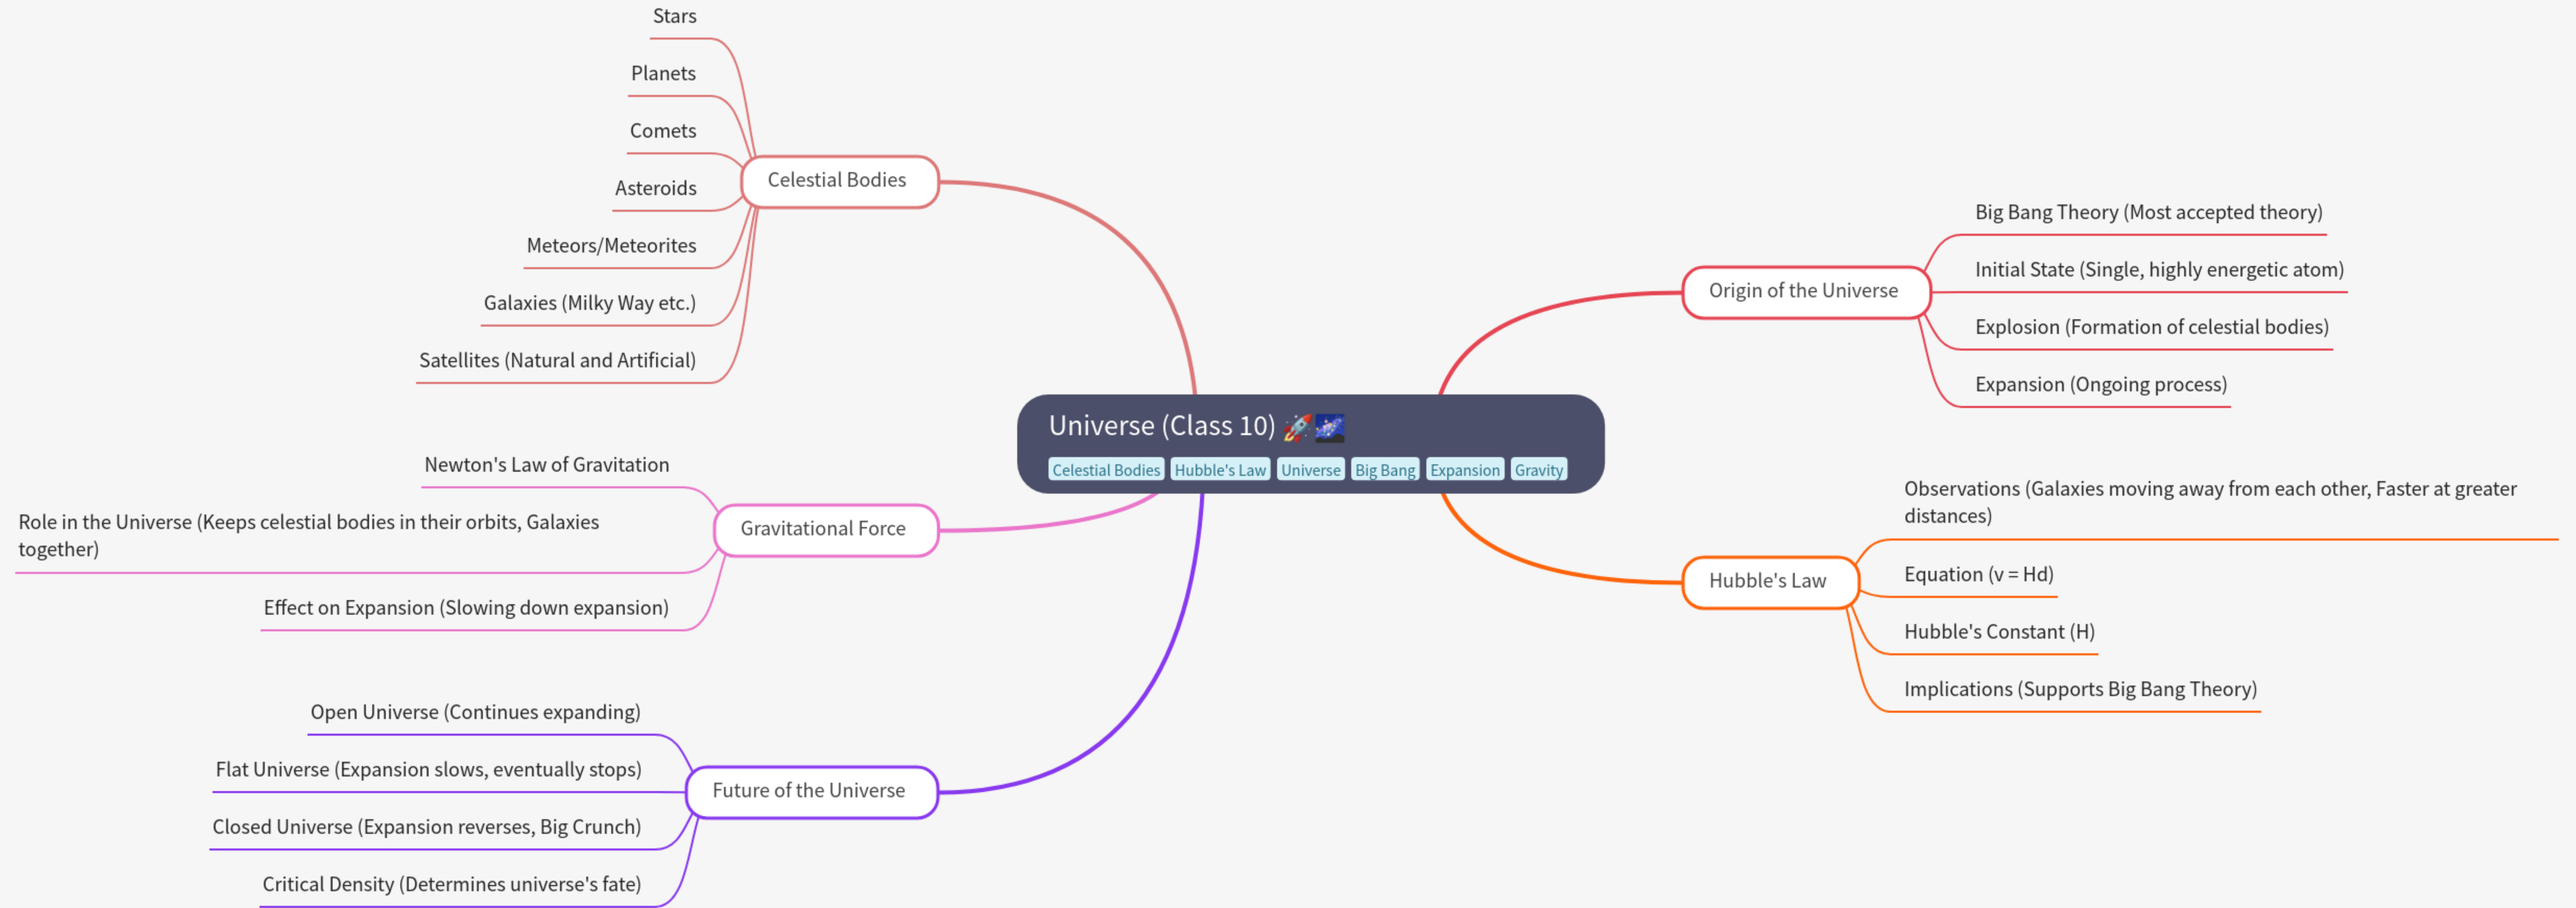 Universe (Class 10) 🚀🌌
Celestial Bodies Hubble's Law Universe Big Bang Expansion Gravity
Origin of the Universe
Big Bang Theory (Most accepted theory)
Initial State (Single, highly energetic atom)
Explosion (Formation of celestial bodies)
Expansion (Ongoing process)
Hubble's Law
Observations (Galaxies moving away from each other, Faster at greater
distances)
Equation (v = Hd)
Hubble's Constant (H)
Implications (Supports Big Bang Theory)
Celestial Bodies
Stars
Planets
Comets
Asteroids
Meteors/Meteorites
Galaxies (Milky Way etc.)
Satellites (Natural and Artificial)
Gravitational Force
Newton's Law of Gravitation
Role in the Universe (Keeps celestial bodies in their orbits, Galaxies
together)
Effect on Expansion (Slowing down expansion)
Future of the Universe
Open Universe (Continues expanding)
Flat Universe (Expansion slows, eventually stops)
Closed Universe (Expansion reverses, Big Crunch)
Critical Density (Determines universe's fate)